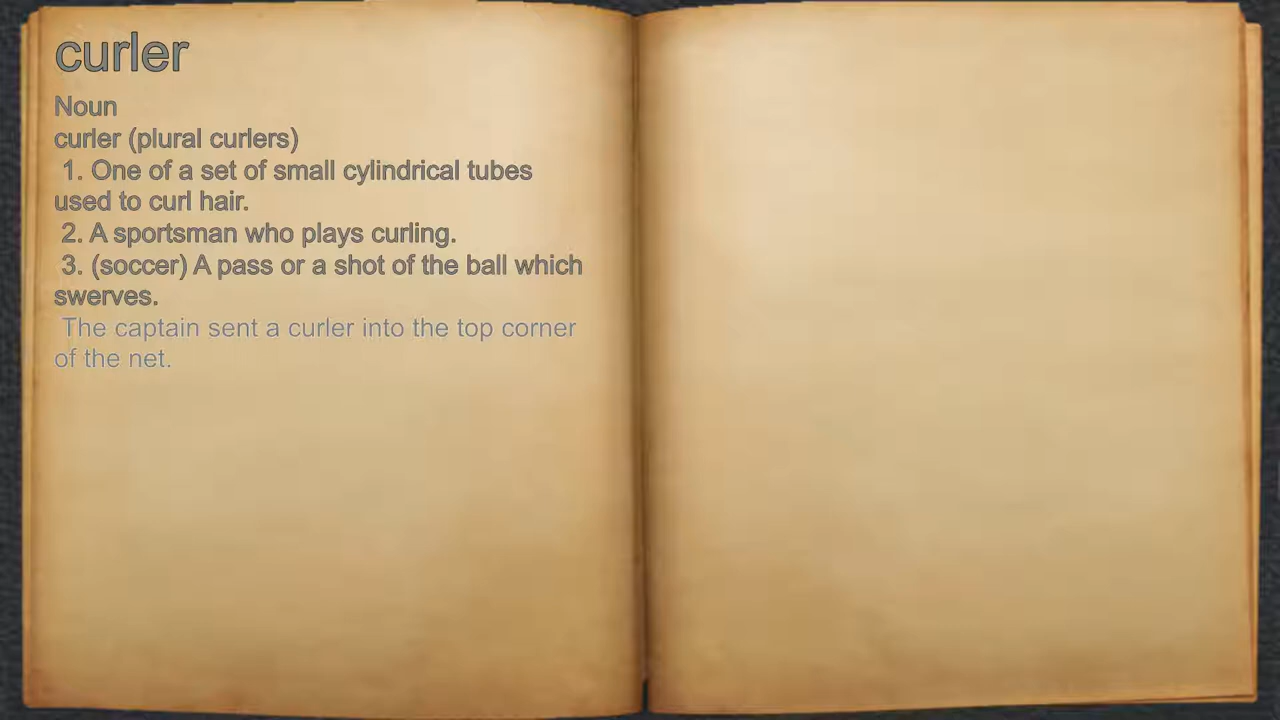 curler
Noun
curler (plural curlers)
1. One of a set of small cylindrical tubes
used to curl hair.
2. A sportsman who plays curling.
3. (soccer) A pass or a shot of the ball which
swerves.
The captain sent a curler into the top corner
of the net.